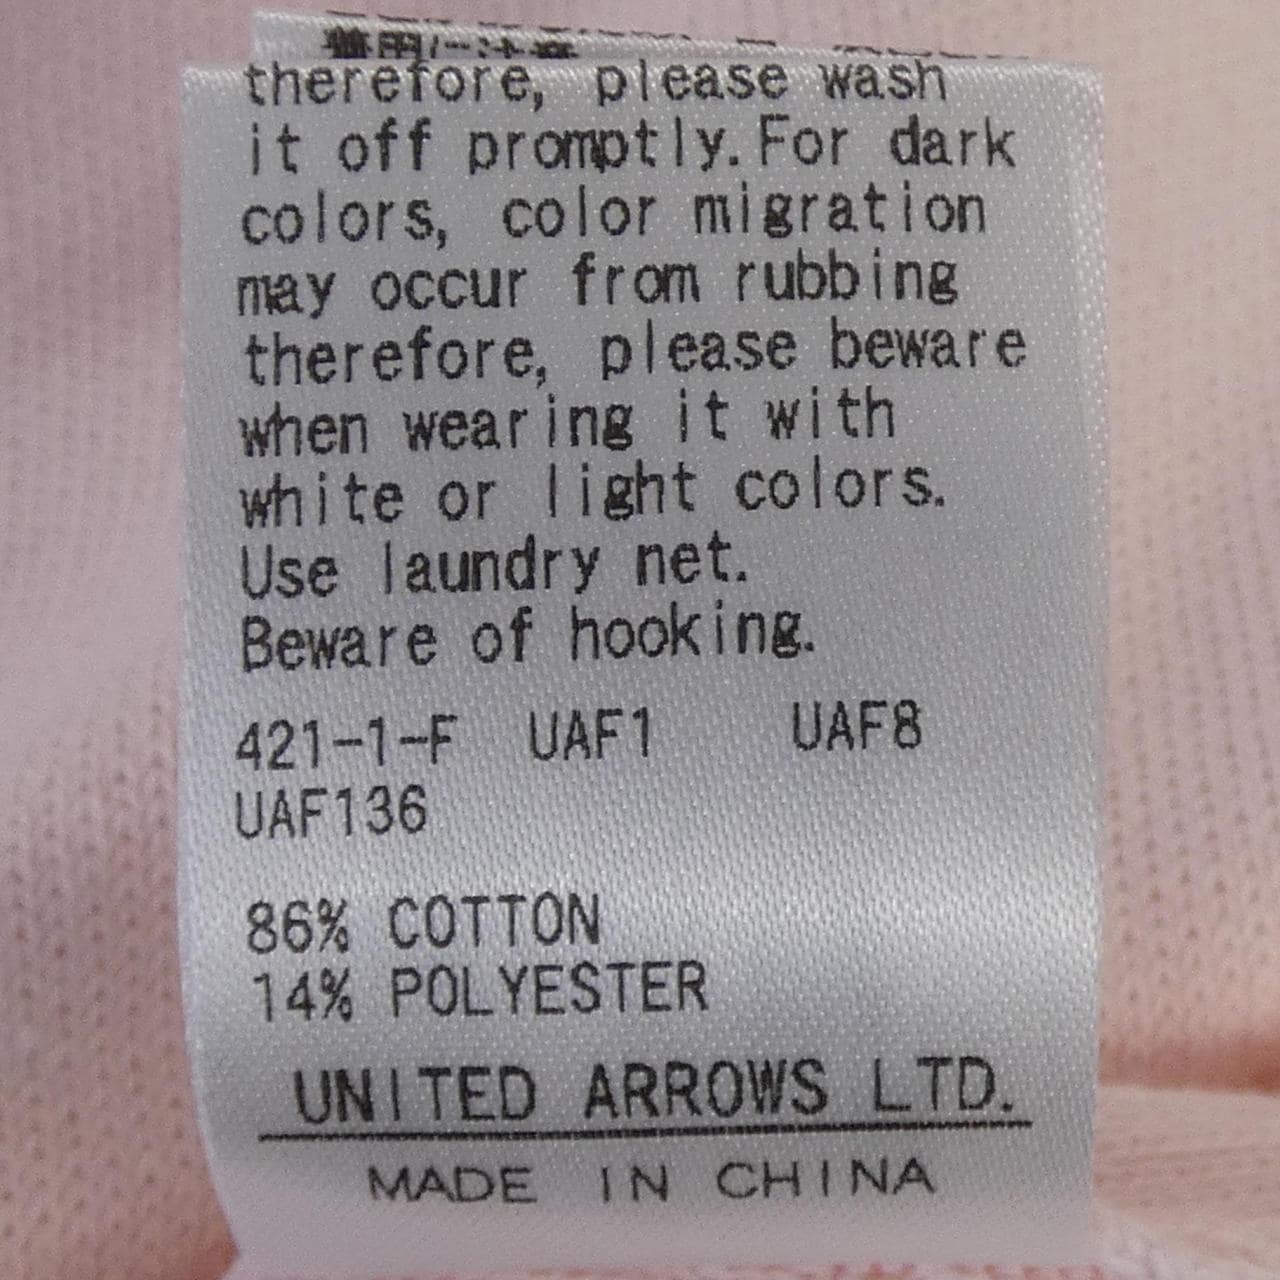 therefore, please wash
it off promptly. For dark
colors, color migration
may occur from rubbing
therefore, please beware
when wearing it with
white or light colors.
Use laundry net.
Beware of hooking.
421-1-F UAF1 UAF8
UAF136
86% COTTON
14% POLYESTER
UNITED ARROWS LTD.
MADE IN CHINA